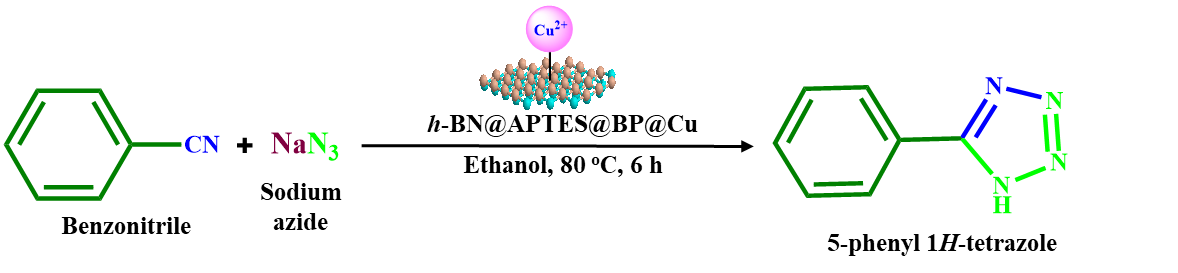 Cu²⁺
h-BN@APTES@BP@Cu
CN + NaN₃
Ethanol, 80 ºC, 6 h
Sodium
azide
Benzonitrile
N
N
N
N
H
5-phenyl 1H-tetrazole